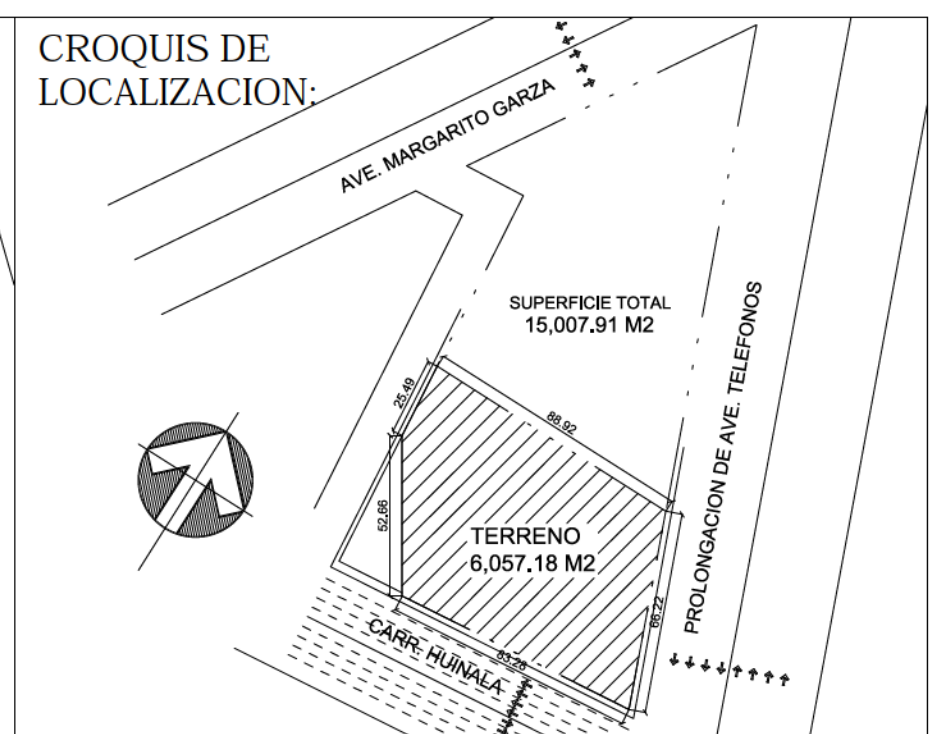 CROQUIS DE
LOCALIZACION:
AVE. MARGARITO GARZA
SUPERFICIE TOTAL
15,007.91 M2
PROLONGACION DE AVE. TELEFONOS
25.49
88.92
52.66
TERRENO
6,057.18 M2
66.22
83.28
CARR. HUINALA